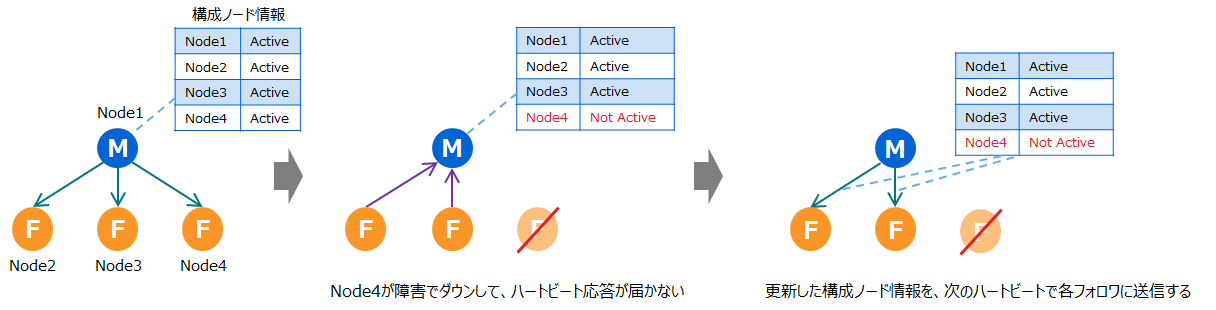 構成ノード情報
Node1 Active
Node2 Active
Node3 Active
Node4 Active
Node1
M
F F F
Node2 Node3 Node4
Node1 Active
Node2 Active
Node3 Active
Node4 Not Active
M
F F F
Node4が障害でダウンして、ハートビート応答が届かない
Node1 Active
Node2 Active
Node3 Active
Node4 Not Active
M
F F F
更新した構成ノード情報を、次のハートビートで各フォロワに送信する